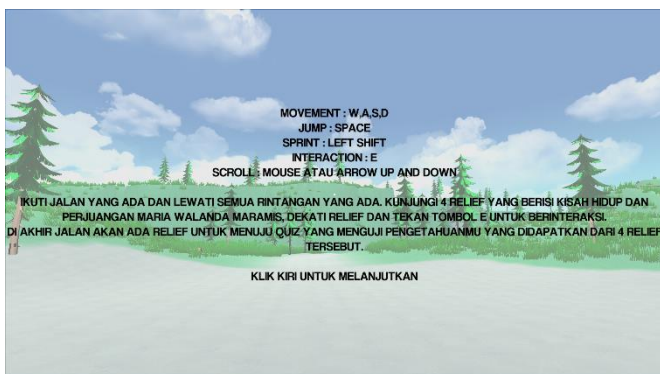 MOVEMENT : W,A,S,D
JUMP : SPACE
SPRINT : LEFT SHIFT
INTERACTION : E
SCROLL : MOUSE ATAU ARROW UP AND DOWN
IKUTI JALAN YANG ADA DAN LEWATI SEMUA RINTANGAN YANG ADA. KUNJUNGI 4 RELIEF YANG BERISI KISAH HIDUP DAN
PERJUANGAN MARIA WALANDA MARAMIS, DEKATI RELIEF DAN TEKAN TOMBOL E UNTUK BERINTERAKSI.
DI AKHIR JALAN AKAN ADA RELIEF UNTUK MENUJU QUIZ YANG MENGUJI PENGETAHUANMU YANG DIDAPATKAN DARI 4 RELIEF
TERSEBUT.
KLIK KIRI UNTUK MELANJUTKAN